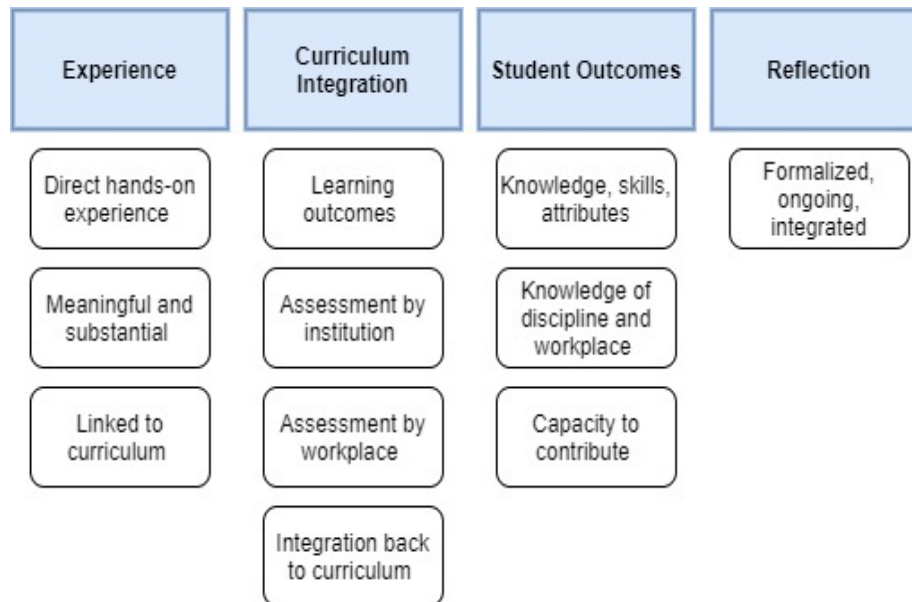 Experience
Curriculum
Integration
Student Outcomes
Reflection
Direct hands-on
experience
Meaningful and
substantial
Linked to
curriculum
Learning
outcomes
Assessment by
institution
Assessment by
workplace
Integration back
to curriculum
Knowledge, skills,
attributes
Knowledge of
discipline and
workplace
Capacity to
contribute
Formalized,
ongoing,
integrated